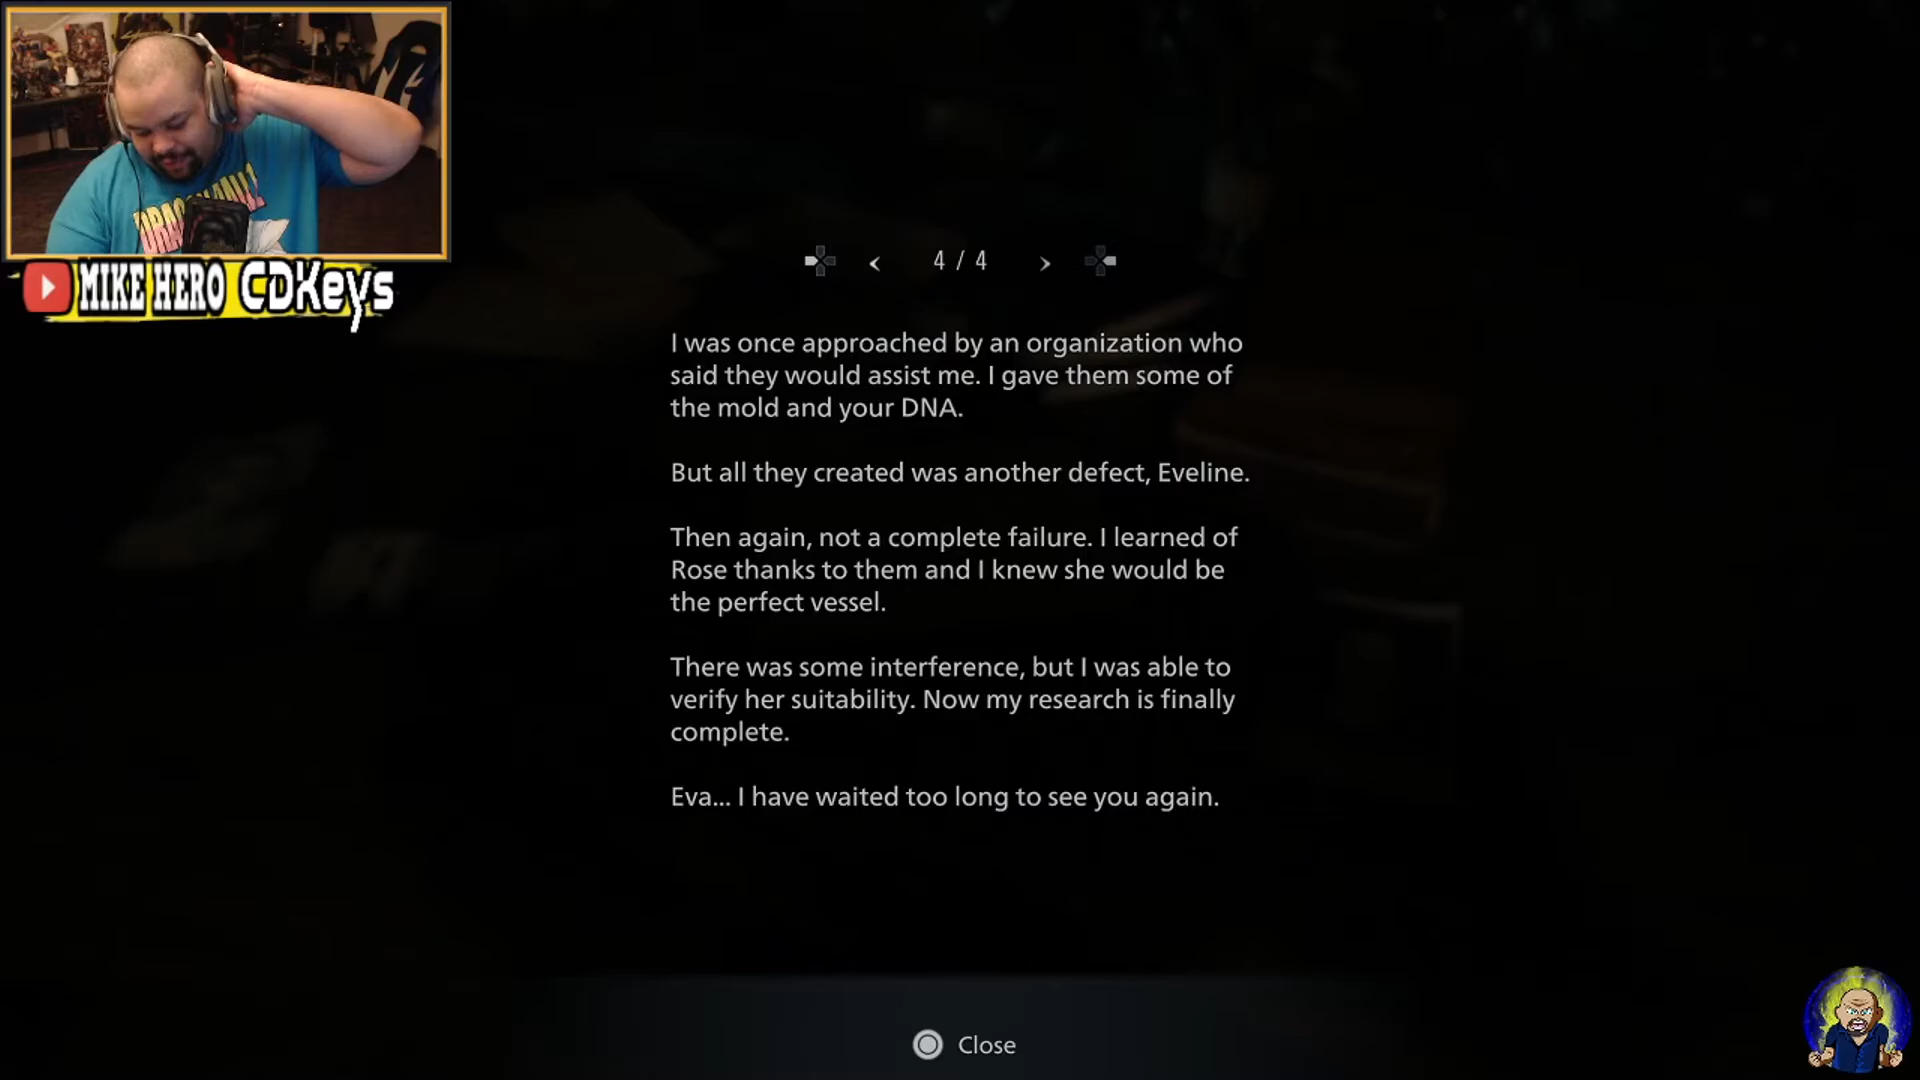 MIKE HERO CDKeys
4 / 4
I was once approached by an organization who
said they would assist me. I gave them some of
the mold and your DNA.
But all they created was another defect, Eveline.
Then again, not a complete failure. I learned of
Rose thanks to them and I knew she would be
the perfect vessel.
There was some interference, but I was able to
verify her suitability. Now my research is finally
complete.
Eva... I have waited too long to see you again.
Close